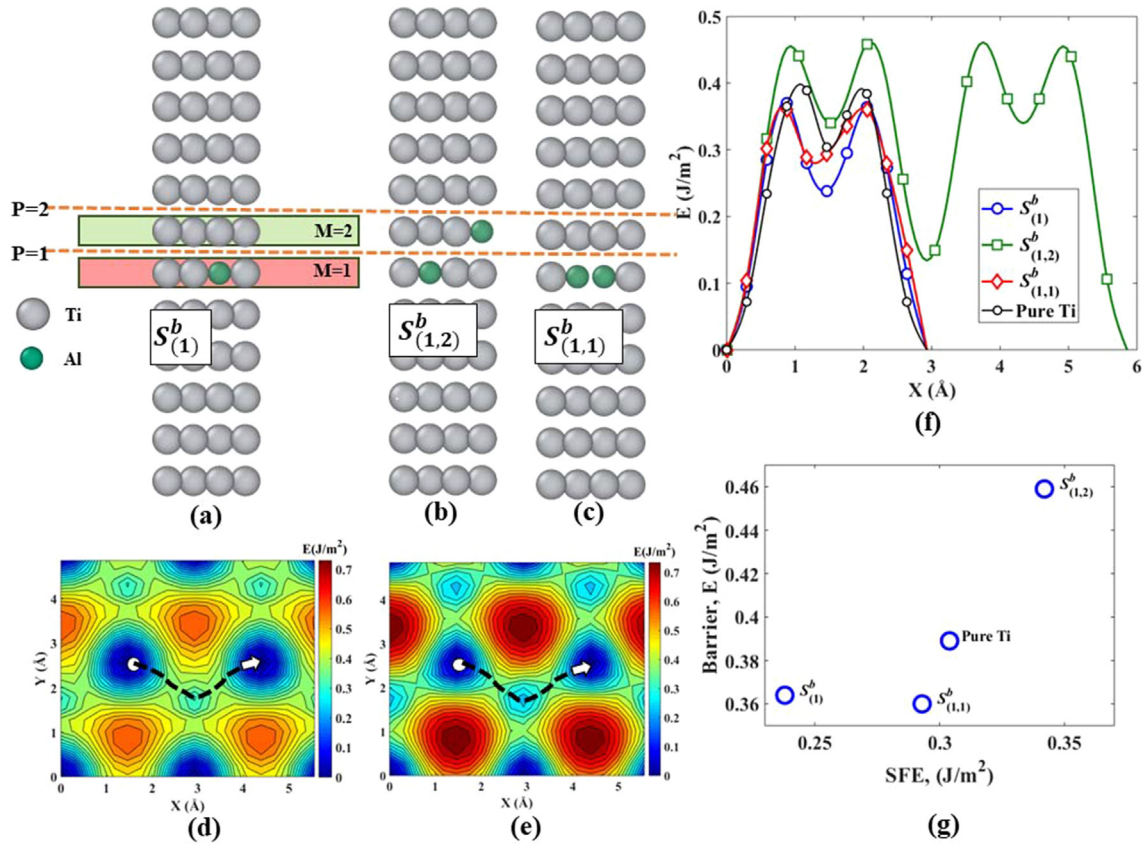 P=2
M=2
P=1
M=1
Ti
Al
S^b_(1)
S^b_(1,2)
S^b_(1,1)
(a)
(b)
(c)
E (J/m²)
0.5
0.4
0.3
0.2
0.1
0
0 1 2 3 4 5 6
X (Å)
S^b_(1)
S^b_(1,2)
S^b_(1,1)
Pure Ti
(f)
E(J/m²)
0.7
0.6
0.5
0.4
0.3
0.2
0.1
0
Y (Å)
4
3
2
1
0
0 1 2 3 4 5
X (Å)
(d)
E(J/m²)
0.7
0.6
0.5
0.4
0.3
0.2
0.1
0
Y (Å)
4
3
2
1
0
0 1 2 3 4 5
X (Å)
(e)
Barrier, E (J/m²)
0.46
0.44
0.42
0.4
0.38
0.36
S^b_(1,2)
Pure Ti
S^b_(1)
S^b_(1,1)
0.25 0.3 0.35
SFE, (J/m²)
(g)